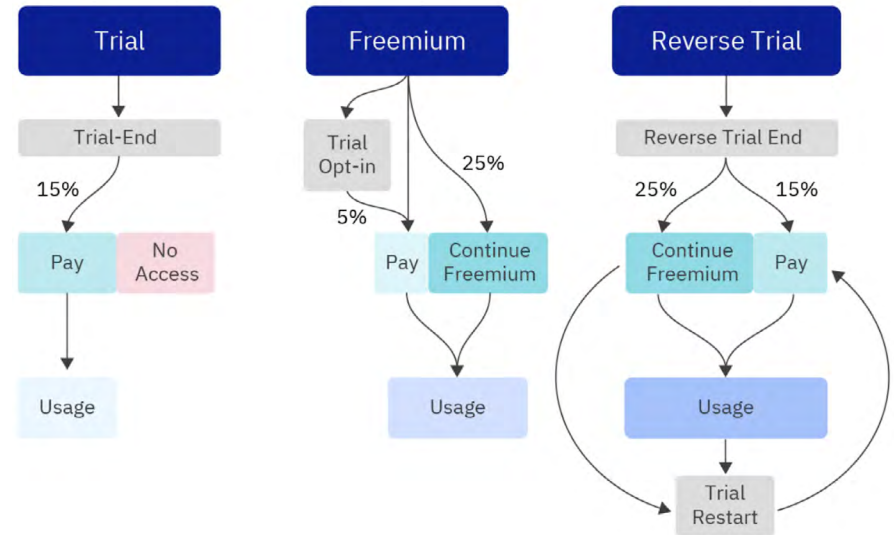 Trial
Freemium
Reverse Trial
Trial-End
Trial
Opt-in
Reverse Trial End
15%
5%
25%
25%
15%
Pay
No
Access
Pay
Continue
Freemium
Continue
Freemium
Pay
Usage
Usage
Usage
Trial
Restart